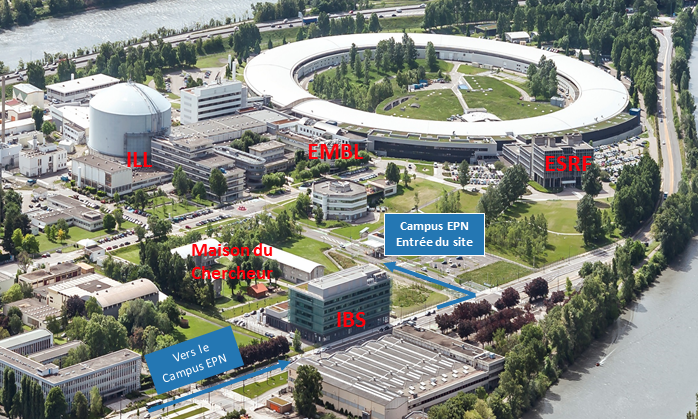 ILL
EMBL
ESRF
Campus EPN
Entrée du site
Maison du
Chercheur
IBS
Vers le
Campus EPN